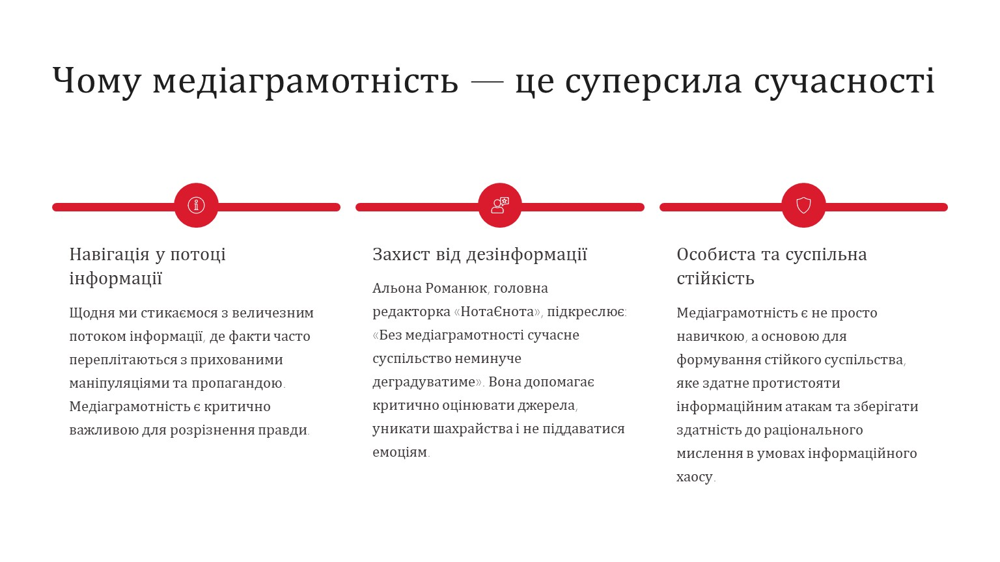 Чому медіаграмотність — це суперсила сучасності
Навігація у потоці
інформації
Щодня ми стикаємося з величезним
потоком інформації, де факти часто
переплітаються з прихованими
маніпуляціями та пропагандою.
Медіаграмотність є критично
важливою для розрізнення правди.
Захист від дезінформації
Альона Романюк, головна
редакторка «НотаЄнота», підкреслює:
«Без медіаграмотності сучасне
суспільство неминуче
деградуватиме». Вона допомагає
критично оцінювати джерела,
уникати шахрайства і не піддаватися
емоціям.
Особиста та суспільна
стійкість
Медіаграмотність є не просто
навичкою, а основою для
формування стійкого суспільства,
яке здатне протистояти
інформаційним атакам та зберігати
здатність до раціонального
мислення в умовах інформаційного
хаосу.